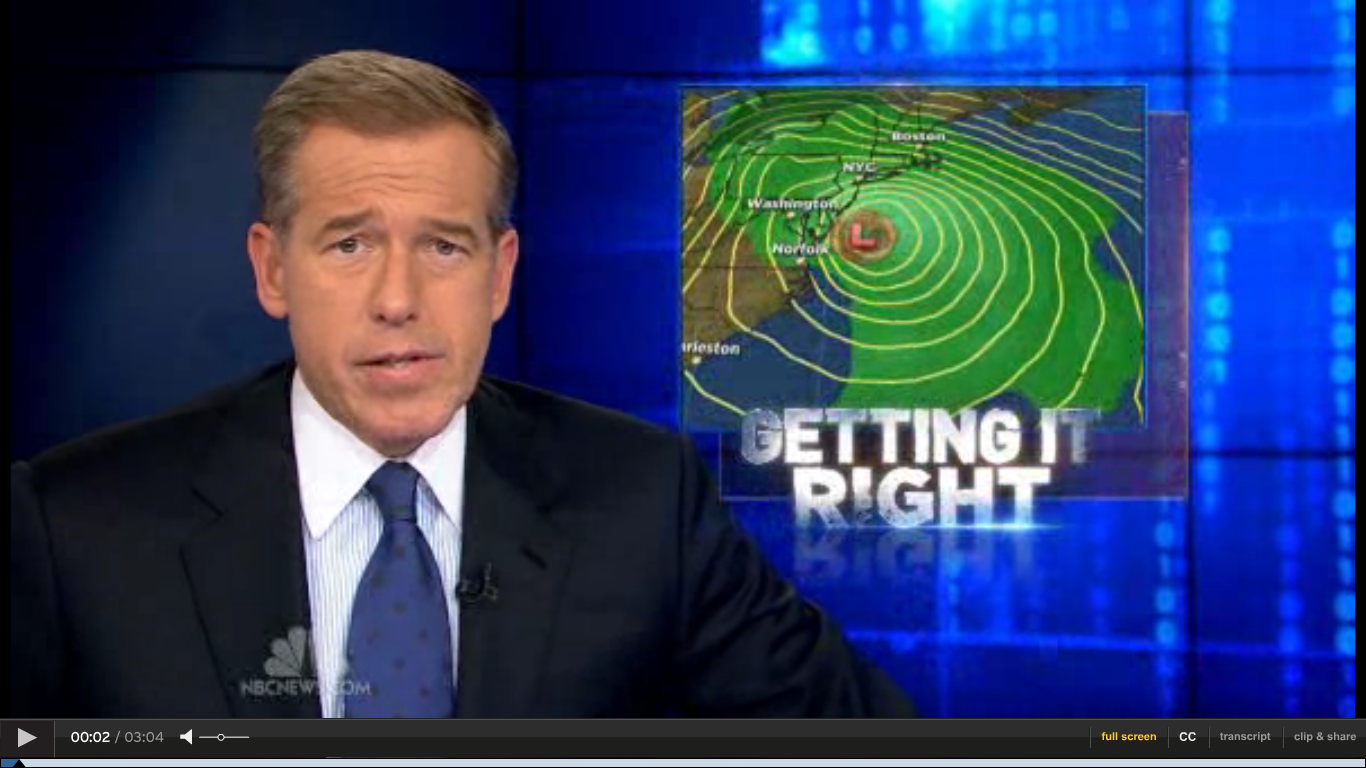 Boston
NYC
Washington
Norfolk
L
arleston
GETTING IT
RIGHT
NBCNEWS.COM
00:02 / 03:04
full screen
CC
transcript
clip & share